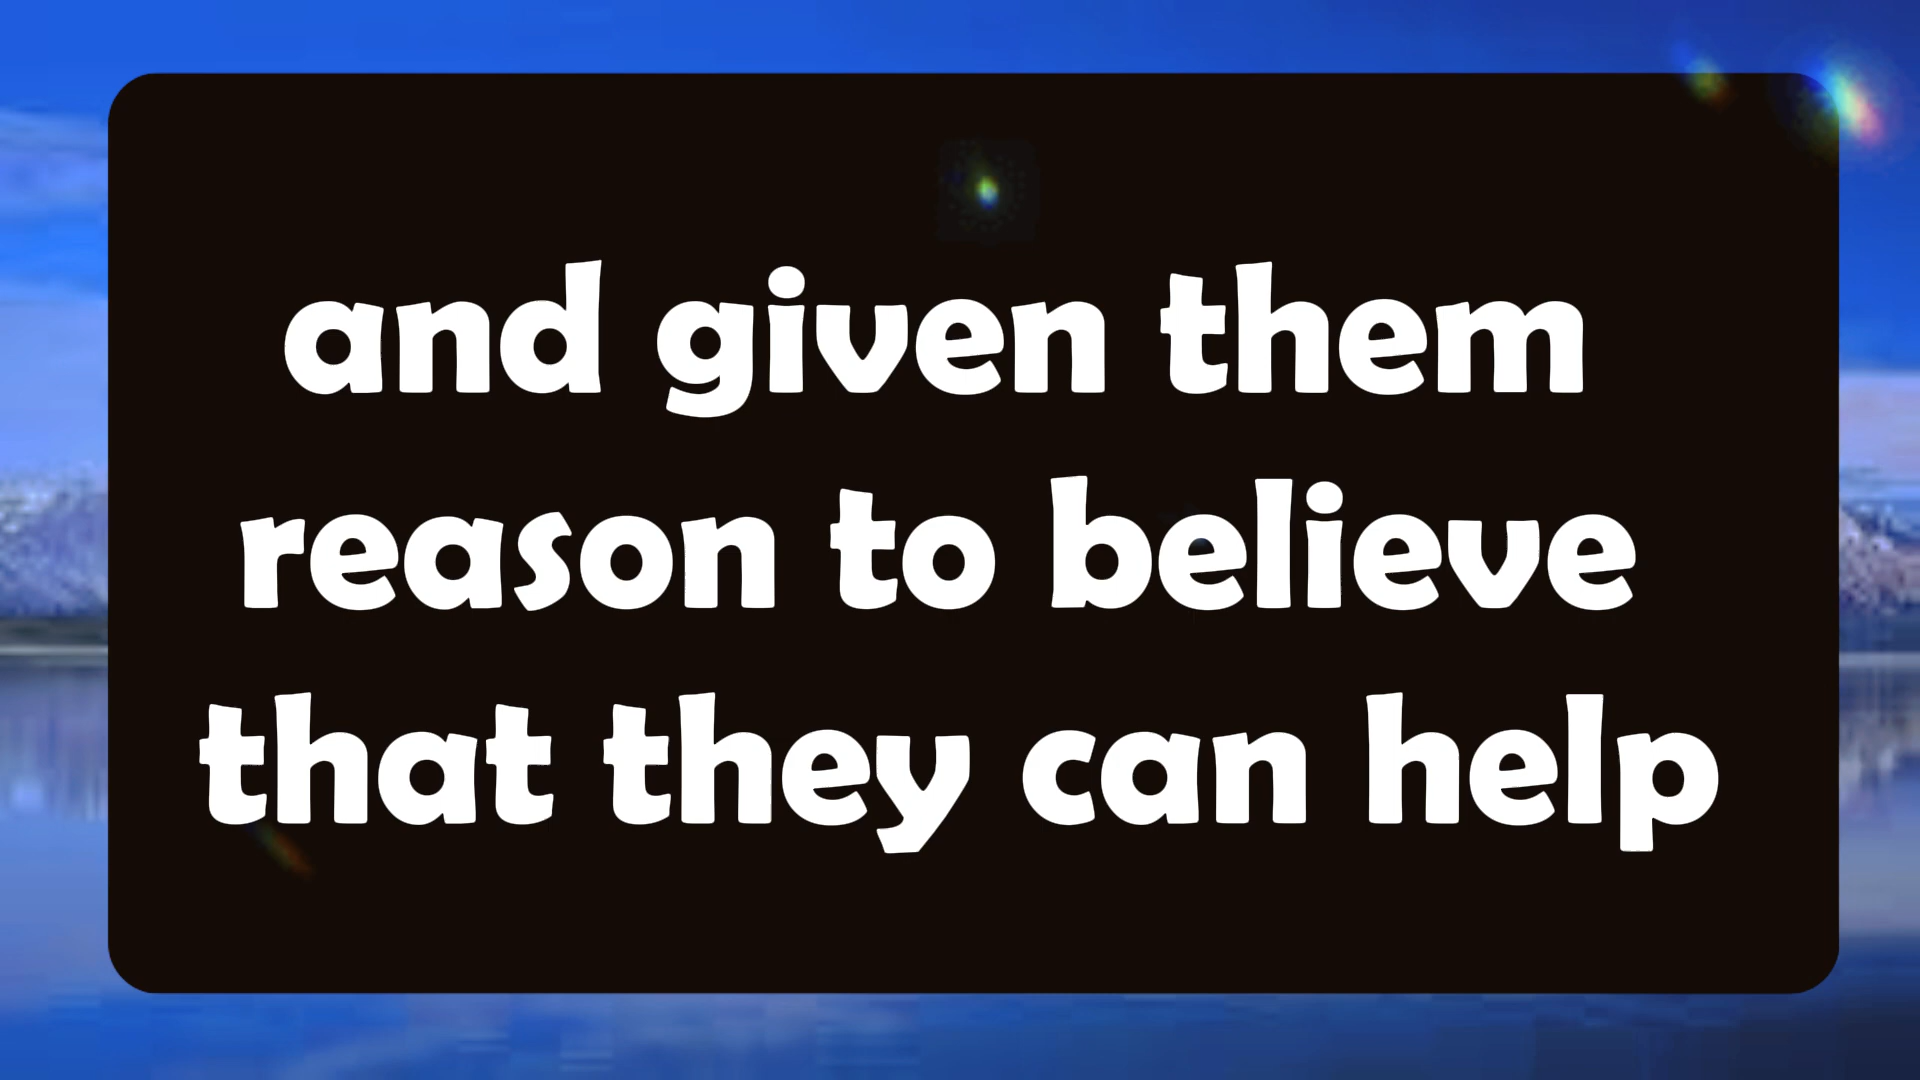 and given them
reason to believe
that they can help